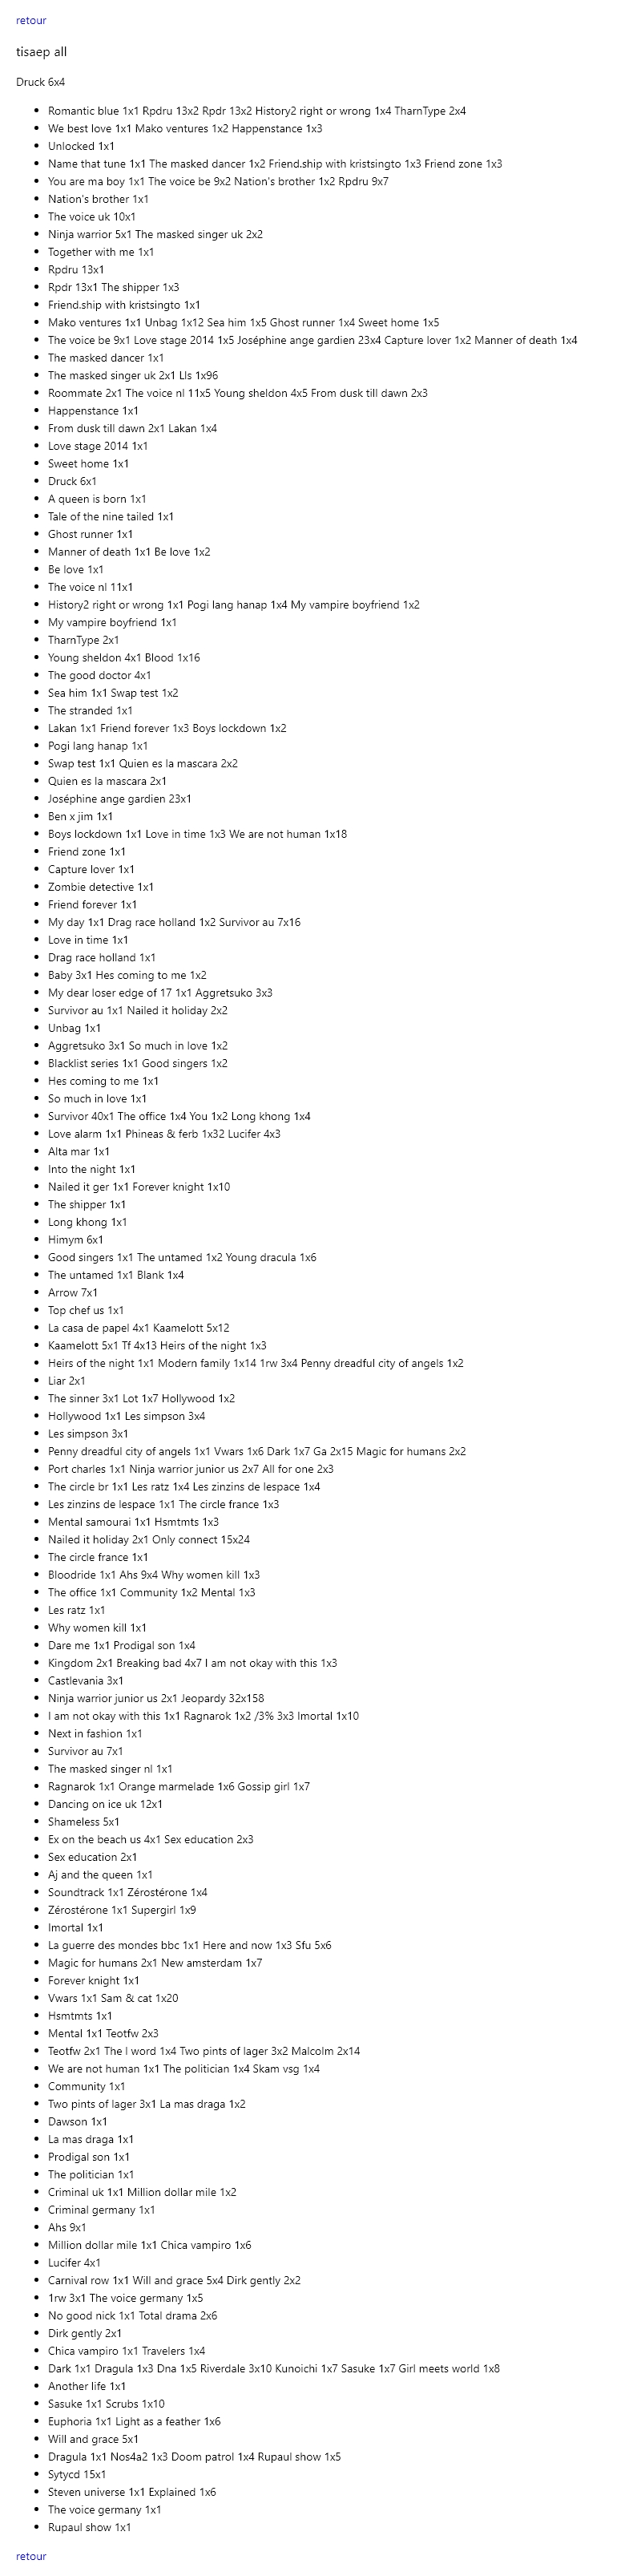 retour
tisaep all
Druck 6x4
Romantic blue 1x1 Rpdru 13x2 Rpdr 13x2 History2 right or wrong 1x4 TharnType 2x4
We best love 1x1 Mako ventures 1x2 Happenstance 1x3
Unlocked 1x1
Name that tune 1x1 The masked dancer 1x2 Friend.ship with kristsingto 1x3 Friend zone 1x3
You are ma boy 1x1 The voice be 9x2 Nation's brother 1x2 Rpdru 9x7
Nation's brother 1x1
The voice uk 10x1
Ninja warrior 5x1 The masked singer uk 2x2
Together with me 1x1
Rpdru 13x1
Rpdr 13x1 The shipper 1x3
Friend.ship with kristsingto 1x1
Mako ventures 1x1 Unbag 1x12 Sea him 1x5 Ghost runner 1x4 Sweet home 1x5
The voice be 9x1 Love stage 2014 1x5 Joséphine ange gardien 23x4 Capture lover 1x2 Manner of death 1x4
The masked dancer 1x1
The masked singer uk 2x1 Lls 1x96
Roommate 2x1 The voice nl 11x5 Young sheldon 4x5 From dusk till dawn 2x3
Happenstance 1x1
From dusk till dawn 2x1 Lakan 1x4
Love stage 2014 1x1
Sweet home 1x1
Druck 6x1
A queen is born 1x1
Tale of the nine tailed 1x1
Ghost runner 1x1
Manner of death 1x1 Be love 1x2
Be love 1x1
The voice nl 11x1
History2 right or wrong 1x1 Pogi lang hanap 1x4 My vampire boyfriend 1x2
My vampire boyfriend 1x1
TharnType 2x1
Young sheldon 4x1 Blood 1x16
The good doctor 4x1
Sea him 1x1 Swap test 1x2
The stranded 1x1
Lakan 1x1 Friend forever 1x3 Boys lockdown 1x2
Pogi lang hanap 1x1
Swap test 1x1 Quien es la mascara 2x2
Quien es la mascara 2x1
Joséphine ange gardien 23x1
Ben x jim 1x1
Boys lockdown 1x1 Love in time 1x3 We are not human 1x18
Friend zone 1x1
Capture lover 1x1
Zombie detective 1x1
Friend forever 1x1
My day 1x1 Drag race holland 1x2 Survivor au 7x16
Love in time 1x1
Drag race holland 1x1
Baby 3x1 Hes coming to me 1x2
My dear loser edge of 17 1x1 Aggretsuko 3x3
Survivor au 1x1 Nailed it holiday 2x2
Unbag 1x1
Aggretsuko 3x1 So much in love 1x2
Blacklist series 1x1 Good singers 1x2
Hes coming to me 1x1
So much in love 1x1
Survivor 40x1 The office 1x4 You 1x2 Long khong 1x4
Love alarm 1x1 Phineas & ferb 1x32 Lucifer 4x3
Alta mar 1x1
Into the night 1x1
Nailed it ger 1x1 Forever knight 1x10
The shipper 1x1
Long khong 1x1
Himym 6x1
Good singers 1x1 The untamed 1x2 Young dracula 1x6
The untamed 1x1 Blank 1x4
Arrow 7x1
Top chef us 1x1
La casa de papel 4x1 Kaamelott 5x12
Kaamelott 5x1 Tf 4x13 Heirs of the night 1x3
Heirs of the night 1x1 Modern family 1x14 1rw 3x4 Penny dreadful city of angels 1x2
Liar 2x1
The sinner 3x1 Lot 1x7 Hollywood 1x2
Hollywood 1x1 Les simpson 3x4
Les simpson 3x1
Penny dreadful city of angels 1x1 Vwars 1x6 Dark 1x7 Ga 2x15 Magic for humans 2x2
Port charles 1x1 Ninja warrior junior us 2x7 All for one 2x3
The circle br 1x1 Les ratz 1x4 Les zinzins de lespace 1x4
Les zinzins de lespace 1x1 The circle france 1x3
Mental samourai 1x1 Hsmtmts 1x3
Nailed it holiday 2x1 Only connect 15x24
The circle france 1x1
Bloodride 1x1 Ahs 9x4 Why women kill 1x3
The office 1x1 Community 1x2 Mental 1x3
Les ratz 1x1
Why women kill 1x1
Dare me 1x1 Prodigal son 1x4
Kingdom 2x1 Breaking bad 4x7 I am not okay with this 1x3
Castlevania 3x1
Ninja warrior junior us 2x1 Jeopardy 32x158
I am not okay with this 1x1 Ragnarok 1x2 /3% 3x3 Imortal 1x10
Next in fashion 1x1
Survivor au 7x1
The masked singer nl 1x1
Ragnarok 1x1 Orange marmelade 1x6 Gossip girl 1x7
Dancing on ice uk 12x1
Shameless 5x1
Ex on the beach us 4x1 Sex education 2x3
Sex education 2x1
Aj and the queen 1x1
Soundtrack 1x1 Zérostérone 1x4
Zérostérone 1x1 Supergirl 1x9
Imortal 1x1
La guerre des mondes bbc 1x1 Here and now 1x3 Sfu 5x6
Magic for humans 2x1 New amsterdam 1x7
Forever knight 1x1
Vwars 1x1 Sam & cat 1x20
Hsmtmts 1x1
Mental 1x1 Teotfw 2x3
Teotfw 2x1 The l word 1x4 Two pints of lager 3x2 Malcolm 2x14
We are not human 1x1 The politician 1x4 Skam vsg 1x4
Community 1x1
Two pints of lager 3x1 La mas draga 1x2
Dawson 1x1
La mas draga 1x1
Prodigal son 1x1
The politician 1x1
Criminal uk 1x1 Million dollar mile 1x2
Criminal germany 1x1
Ahs 9x1
Million dollar mile 1x1 Chica vampiro 1x6
Lucifer 4x1
Carnival row 1x1 Will and grace 5x4 Dirk gently 2x2
1rw 3x1 The voice germany 1x5
No good nick 1x1 Total drama 2x6
Dirk gently 2x1
Chica vampiro 1x1 Travelers 1x4
Dark 1x1 Dragula 1x3 Dna 1x5 Riverdale 3x10 Kunoichi 1x7 Sasuke 1x7 Girl meets world 1x8
Another life 1x1
Sasuke 1x1 Scrubs 1x10
Euphoria 1x1 Light as a feather 1x6
Will and grace 5x1
Dragula 1x1 Nos4a2 1x3 Doom patrol 1x4 Rupaul show 1x5
Sytycd 15x1
Steven universe 1x1 Explained 1x6
The voice germany 1x1
Rupaul show 1x1
retour